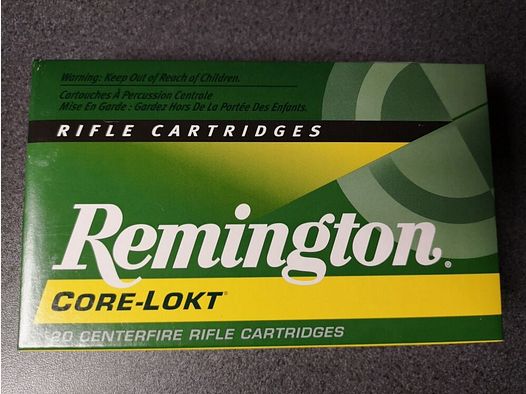 Warning: Keep Out of Reach of Children.
Cartouches À Percussion Centrale
Mise En Garde : Gardez Hors De La Portée Des Enfants.
RIFLE CARTRIDGES
Remington®
CORE-LOKT®
20 CENTERFIRE RIFLE CARTRIDGES